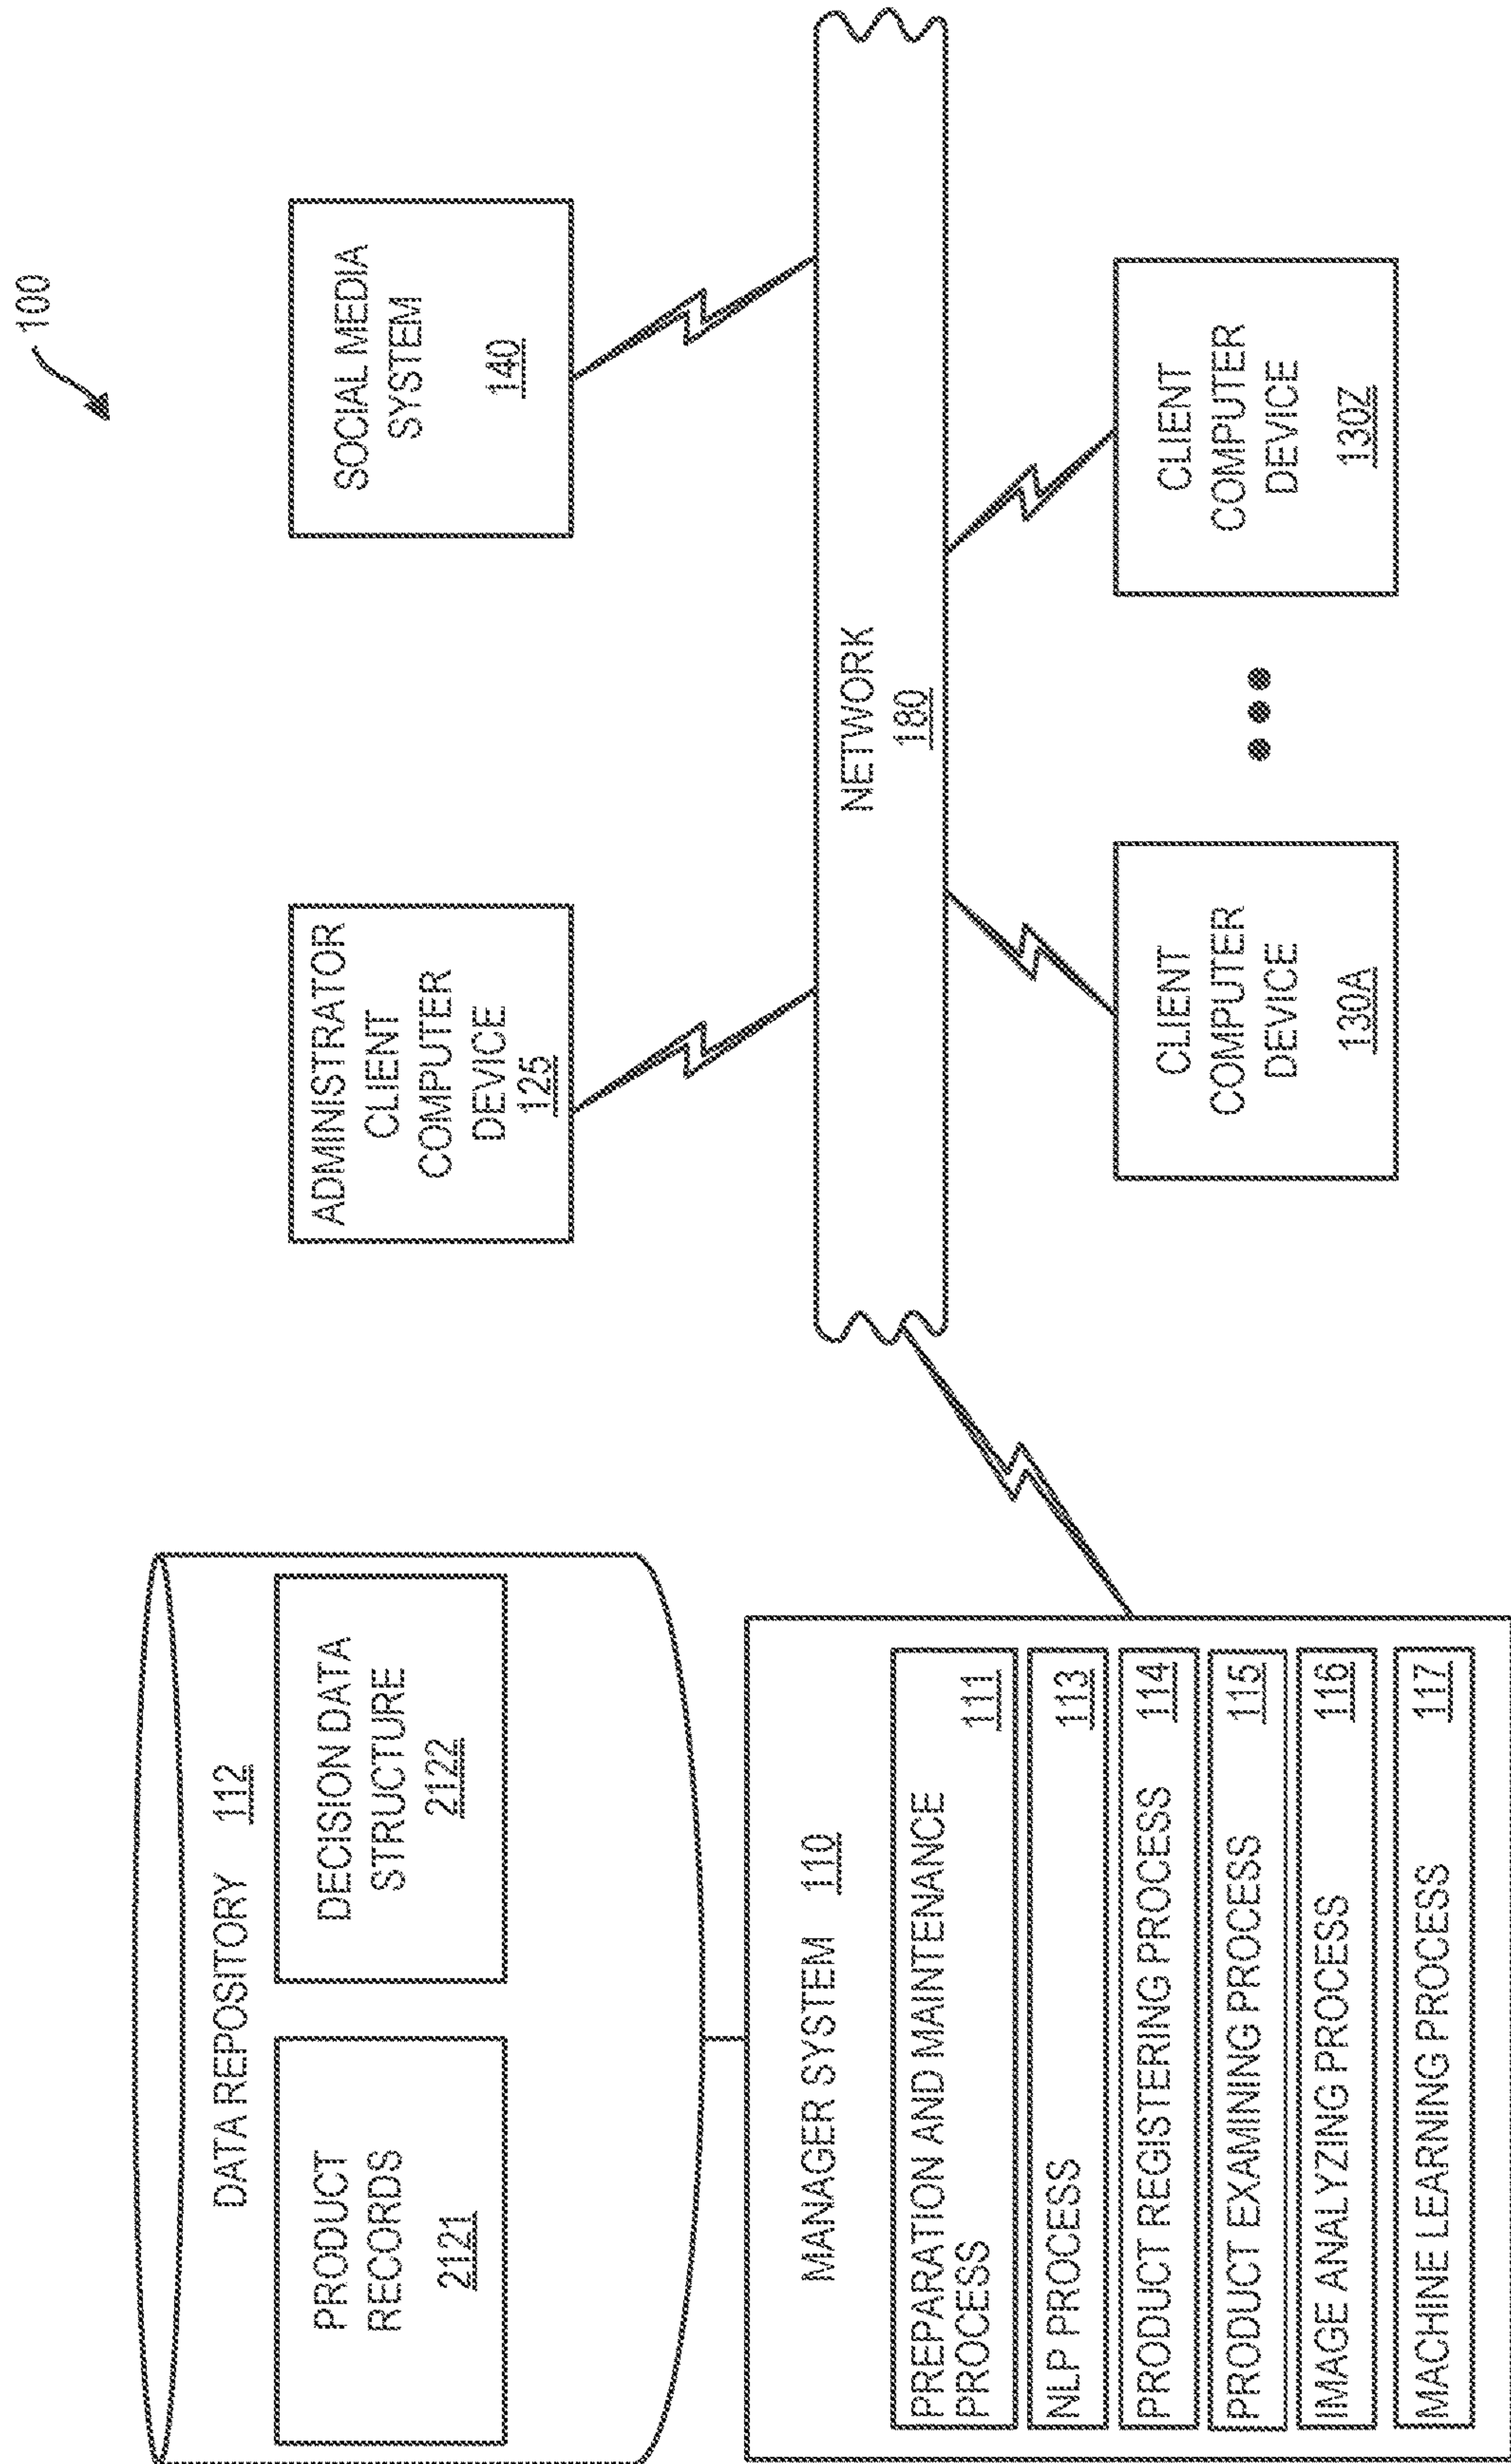 100
DATA REPOSITORY 112
PRODUCT
RECORDS
2121
DECISION DATA
STRUCTURE
2122
MANAGER SYSTEM 110
PREPARATION AND MAINTENANCE
PROCESS 111
NLP PROCESS 113
PRODUCT REGISTERING PROCESS 114
PRODUCT EXAMINING PROCESS 115
IMAGE ANALYZING PROCESS 116
MACHINE LEARNING PROCESS 117
ADMINISTRATOR
CLIENT
COMPUTER
DEVICE
125
SOCIAL MEDIA
SYSTEM
140
NETWORK
180
CLIENT
COMPUTER
DEVICE
130A
CLIENT
COMPUTER
DEVICE
130Z